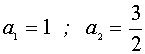 a₁ = 1 ; a₂ = 3/2